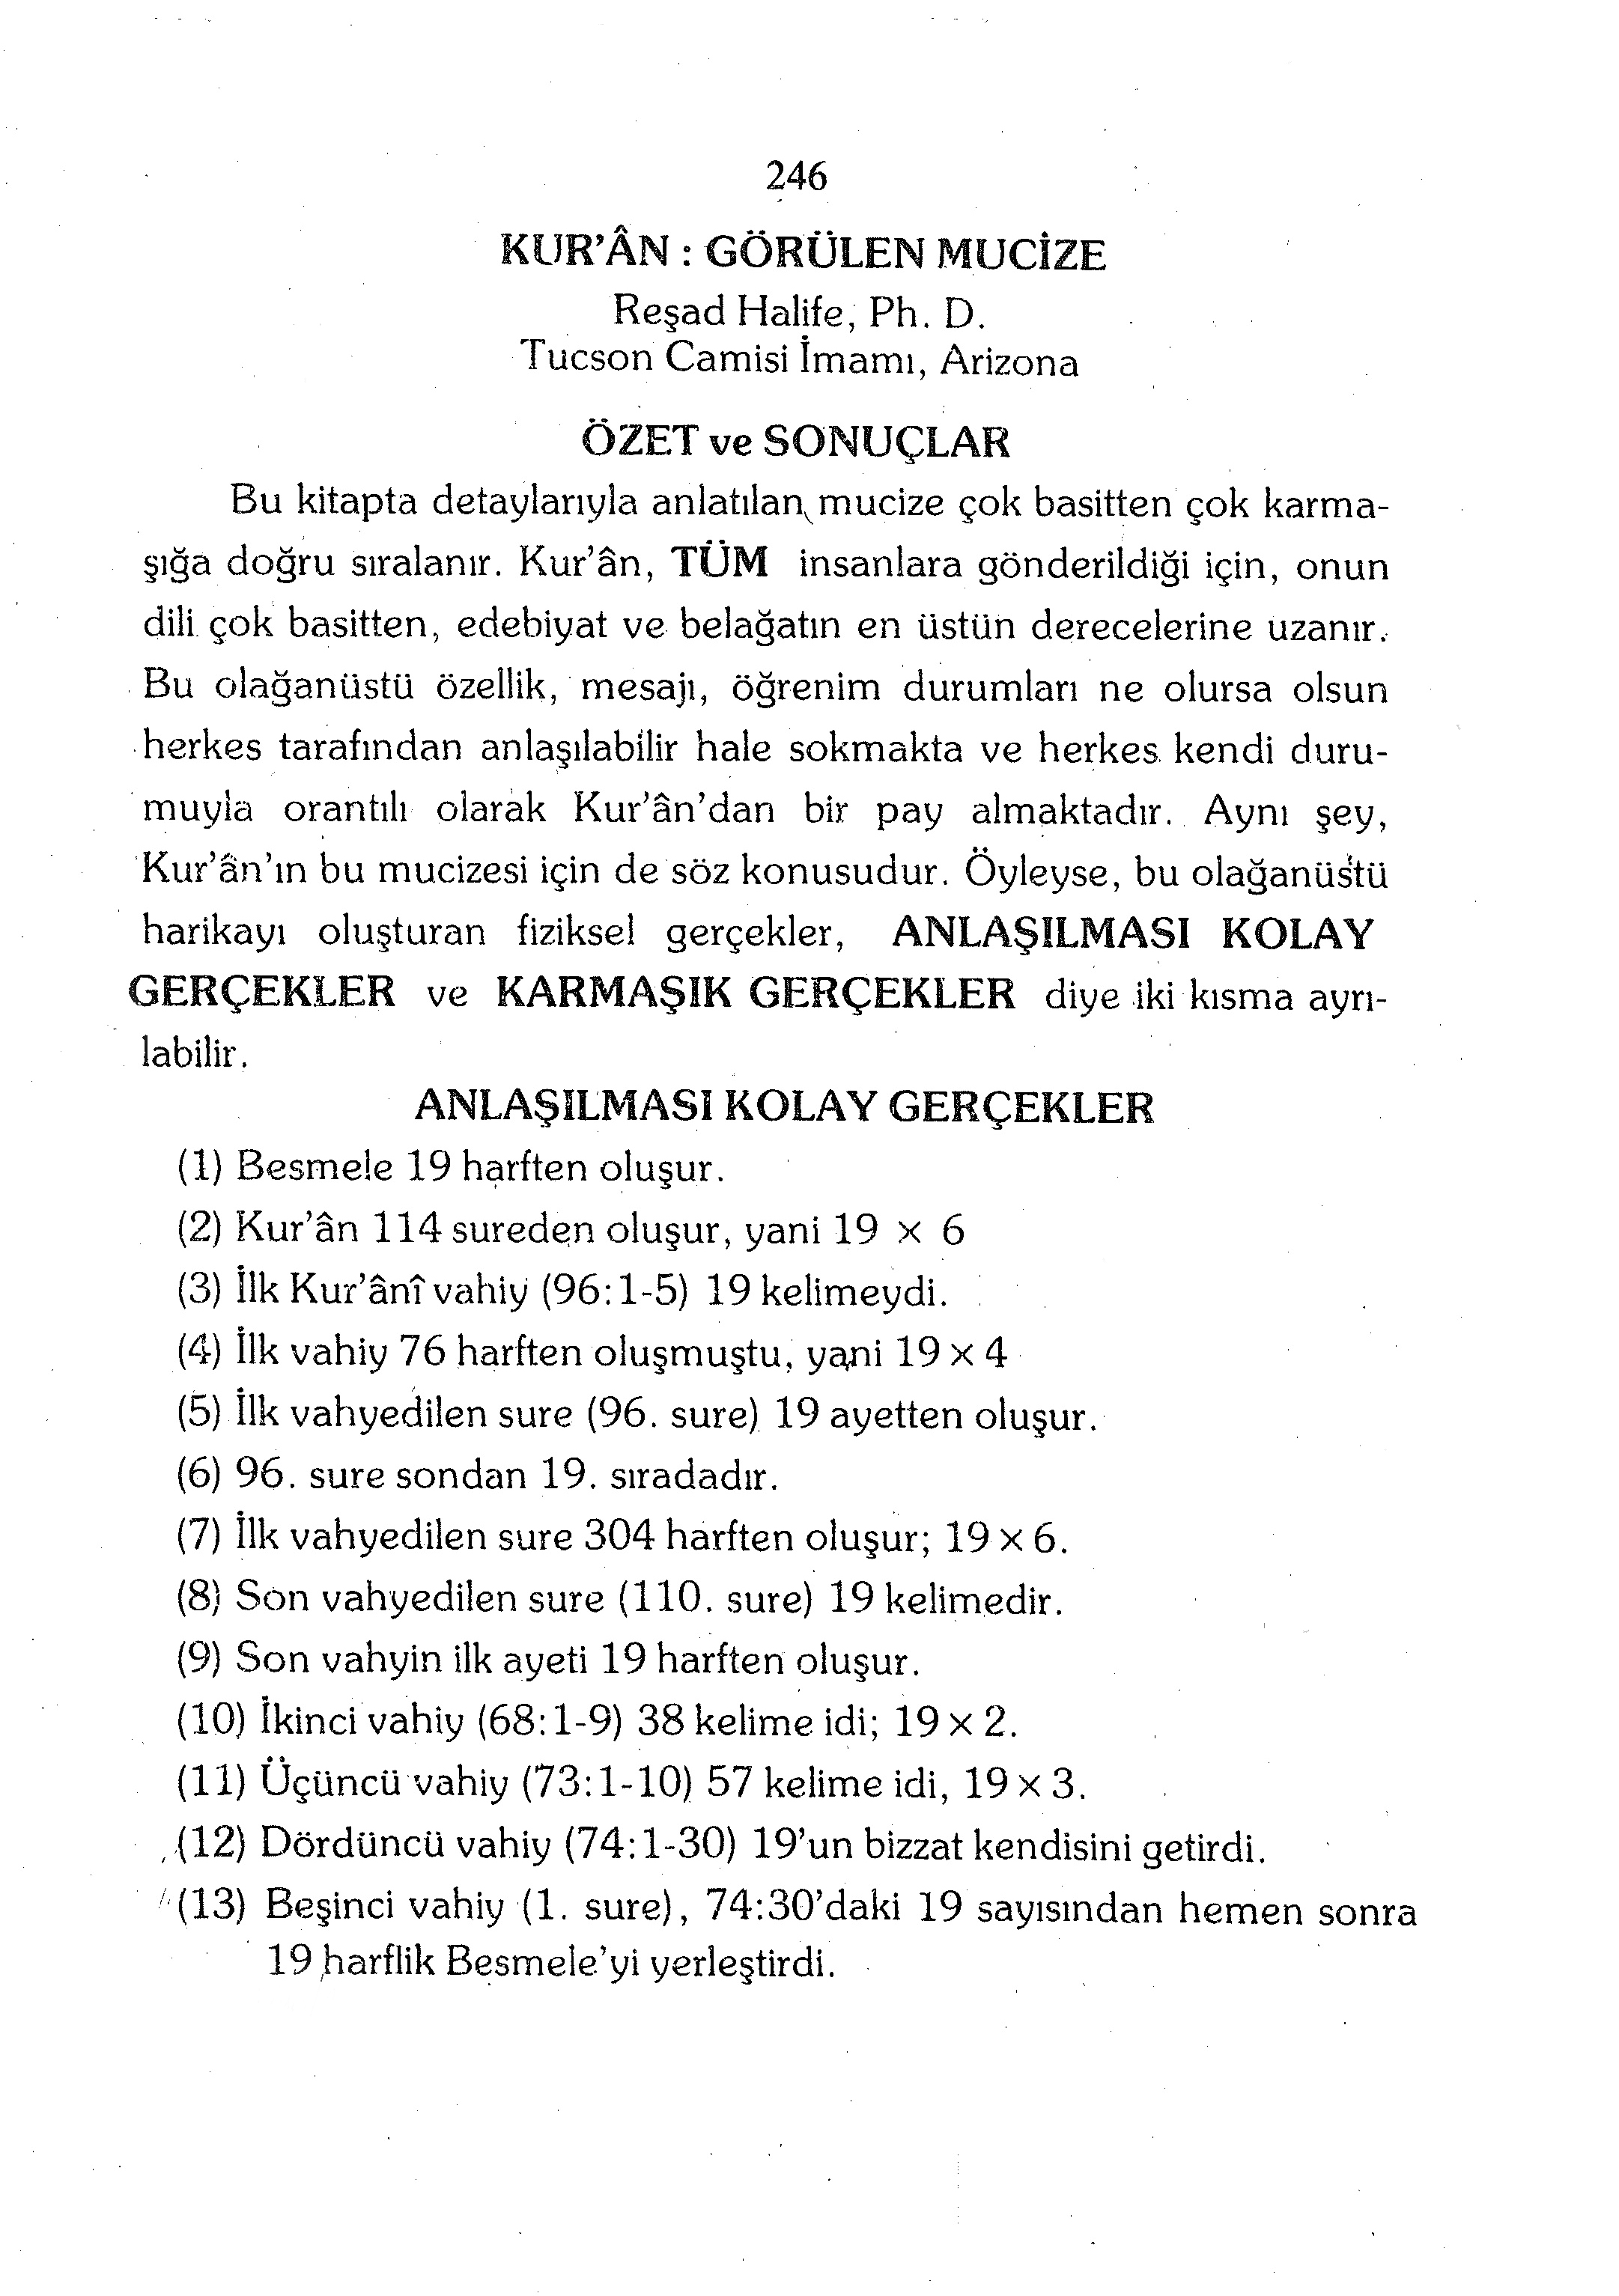 246
KUR'ÂN : GÖRÜLEN MUCİZE
Reşad Halife, Ph. D.
Tucson Camisi İmamı, Arizona
ÖZET ve SONUÇLAR
Bu kitapta detaylarıyla anlatılan mucize çok basitten çok karma-
şığa doğru sıralanır. Kur'ân, TÜM insanlara gönderildiği için, onun
dili çok basitten, edebiyat ve belağatın en üstün derecelerine uzanır.
Bu olağanüstü özellik, mesajı, öğrenim durumları ne olursa olsun
herkes tarafından anlaşılabilir hale sokmakta ve herkes kendi duru-
muyla orantılı olarak Kur'ân'dan bir pay almaktadır. Aynı şey,
Kur'ân'ın bu mucizesi için de söz konusudur. Öyleyse, bu olağanüstü
harikayı oluşturan fiziksel gerçekler, ANLAŞILMASI KOLAY
GERÇEKLER ve KARMAŞIK GERÇEKLER diye iki kısma ayrı-
labilir.
ANLAŞILMASI KOLAY GERÇEKLER
(1) Besmele 19 harften oluşur.
(2) Kur'ân 114 sureden oluşur, yani 19 x 6
(3) İlk Kur'ânî vahiy (96:1-5) 19 kelimeydi.
(4) İlk vahiy 76 harften oluşmuştu, yani 19 x 4
(5) İlk vahyedilen sure (96. sure) 19 ayetten oluşur.
(6) 96. sure sondan 19. sıradadır.
(7) İlk vahyedilen sure 304 harften oluşur; 19 x 6.
(8) Son vahyedilen sure (110. sure) 19 kelimedir.
(9) Son vahyin ilk ayeti 19 harften oluşur.
(10) İkinci vahiy (68:1-9) 38 kelime idi; 19 x 2.
(11) Üçüncü vahiy (73:1-10) 57 kelime idi, 19 x 3.
(12) Dördüncü vahiy (74:1-30) 19'un bizzat kendisini getirdi.
(13) Beşinci vahiy (1. sure), 74:30'daki 19 sayısından hemen sonra
19 harflik Besmele'yi yerleştirdi.